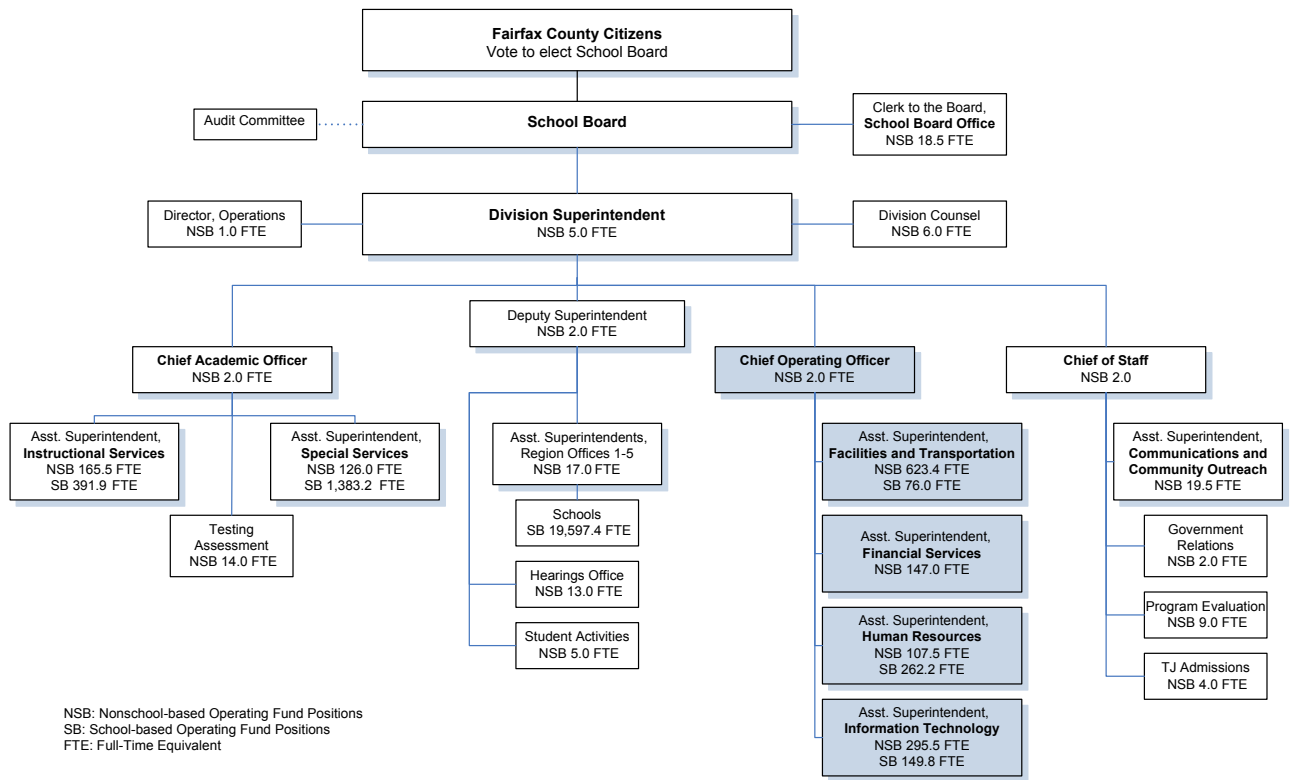 Fairfax County Citizens
Vote to elect School Board
Audit Committee
School Board
Clerk to the Board,
School Board Office
NSB 18.5 FTE
Director, Operations
NSB 1.0 FTE
Division Superintendent
NSB 5.0 FTE
Division Counsel
NSB 6.0 FTE
Deputy Superintendent
NSB 2.0 FTE
Chief Academic Officer
NSB 2.0 FTE
Chief Operating Officer
NSB 2.0 FTE
Chief of Staff
NSB 2.0
Asst. Superintendent,
Instructional Services
NSB 165.5 FTE
SB 391.9 FTE
Asst. Superintendent,
Special Services
NSB 126.0 FTE
SB 1,383.2 FTE
Testing
Assessment
NSB 14.0 FTE
Asst. Superintendents,
Region Offices 1-5
NSB 17.0 FTE
Schools
SB 19,597.4 FTE
Hearings Office
NSB 13.0 FTE
Student Activities
NSB 5.0 FTE
Asst. Superintendent,
Facilities and Transportation
NSB 623.4 FTE
SB 76.0 FTE
Asst. Superintendent,
Financial Services
NSB 147.0 FTE
Asst. Superintendent,
Human Resources
NSB 107.5 FTE
SB 262.2 FTE
Asst. Superintendent,
Information Technology
NSB 295.5 FTE
SB 149.8 FTE
Asst. Superintendent,
Communications and
Community Outreach
NSB 19.5 FTE
Government
Relations
NSB 2.0 FTE
Program Evaluation
NSB 9.0 FTE
TJ Admissions
NSB 4.0 FTE
NSB: Nonschool-based Operating Fund Positions
SB: School-based Operating Fund Positions
FTE: Full-Time Equivalent